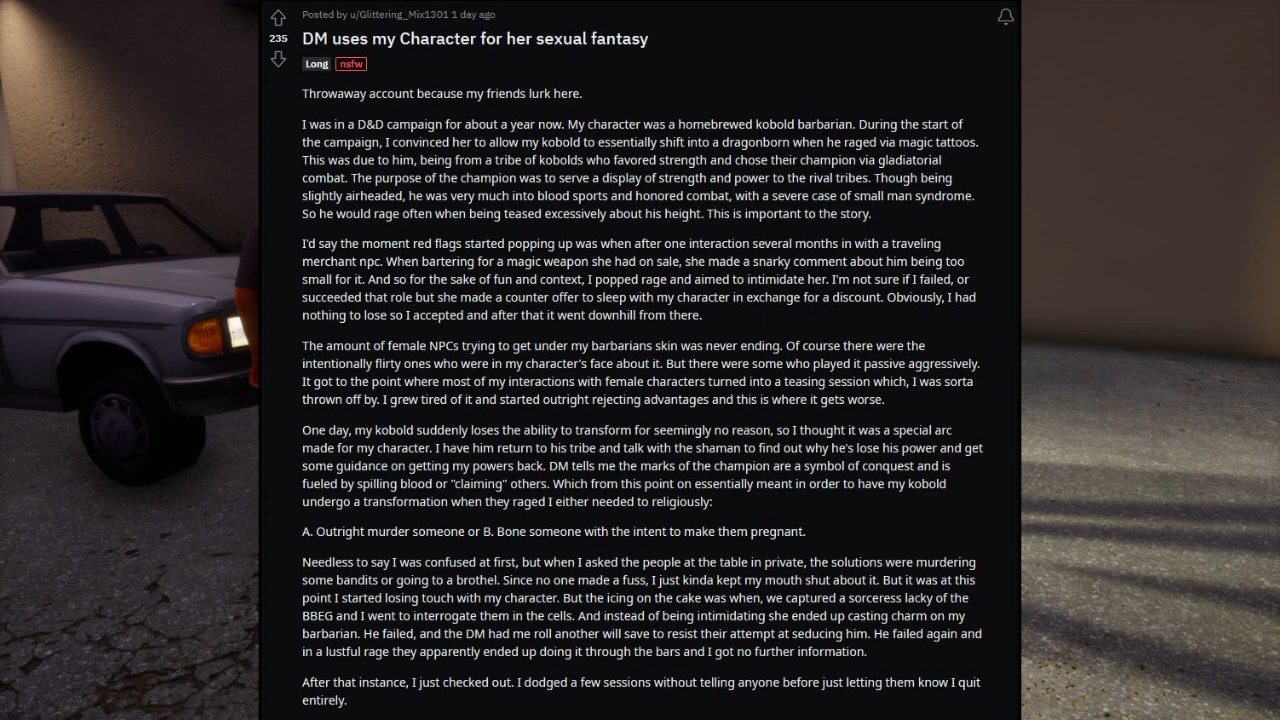 Posted by u/Glittering_Mix1301 1 day ago
235
DM uses my Character for her sexual fantasy
Long nsfw
Throwaway account because my friends lurk here.
I was in a D&D campaign for about a year now. My character was a homebrewed kobold barbarian. During the start of
the campaign, I convinced her to allow my kobold to essentially shift into a dragonborn when he raged via magic tattoos.
This was due to him, being from a tribe of kobolds who favored strength and chose their champion via gladiatorial
combat. The purpose of the champion was to serve a display of strength and power to the rival tribes. Though being
slightly airheaded, he was very much into blood sports and honored combat, with a severe case of small man syndrome.
So he would rage often when being teased excessively about his height. This is important to the story.
I'd say the moment red flags started popping up was when after one interaction several months in with a traveling
merchant npc. When bartering for a magic weapon she had on sale, she made a snarky comment about him being too
small for it. And so for the sake of fun and context, I popped rage and aimed to intimidate her. I'm not sure if I failed, or
succeeded that role but she made a counter offer to sleep with my character in exchange for a discount. Obviously, I had
nothing to lose so I accepted and after that it went downhill from there.
The amount of female NPCs trying to get under my barbarians skin was never ending. Of course there were the
intentionally flirty ones who were in my character's face about it. But there were some who played it passive aggressively.
It got to the point where most of my interactions with female characters turned into a teasing session which, I was sorta
thrown off by. I grew tired of it and started outright rejecting advantages and this is where it gets worse.
One day, my kobold suddenly loses the ability to transform for seemingly no reason, so I thought it was a special arc
made for my character. I have him return to his tribe and talk with the shaman to find out why he's lose his power and get
some guidance on getting my powers back. DM tells me the marks of the champion are a symbol of conquest and is
fueled by spilling blood or "claiming" others. Which from this point on essentially meant in order to have my kobold
undergo a transformation when they raged I either needed to religiously:
A. Outright murder someone or B. Bone someone with the intent to make them pregnant.
Needless to say I was confused at first, but when I asked the people at the table in private, the solutions were murdering
some bandits or going to a brothel. Since no one made a fuss, I just kinda kept my mouth shut about it. But it was at this
point I started losing touch with my character. But the icing on the cake was when, we captured a sorceress lacky of the
BBEG and I went to interrogate them in the cells. And instead of being intimidating she ended up casting charm on my
barbarian. He failed, and the DM had me roll another will save to resist their attempt at seducing him. He failed again and
in a lustful rage they apparently ended up doing it through the bars and I got no further information.
After that instance, I just checked out. I dodged a few sessions without telling anyone before just letting them know I quit
entirely.